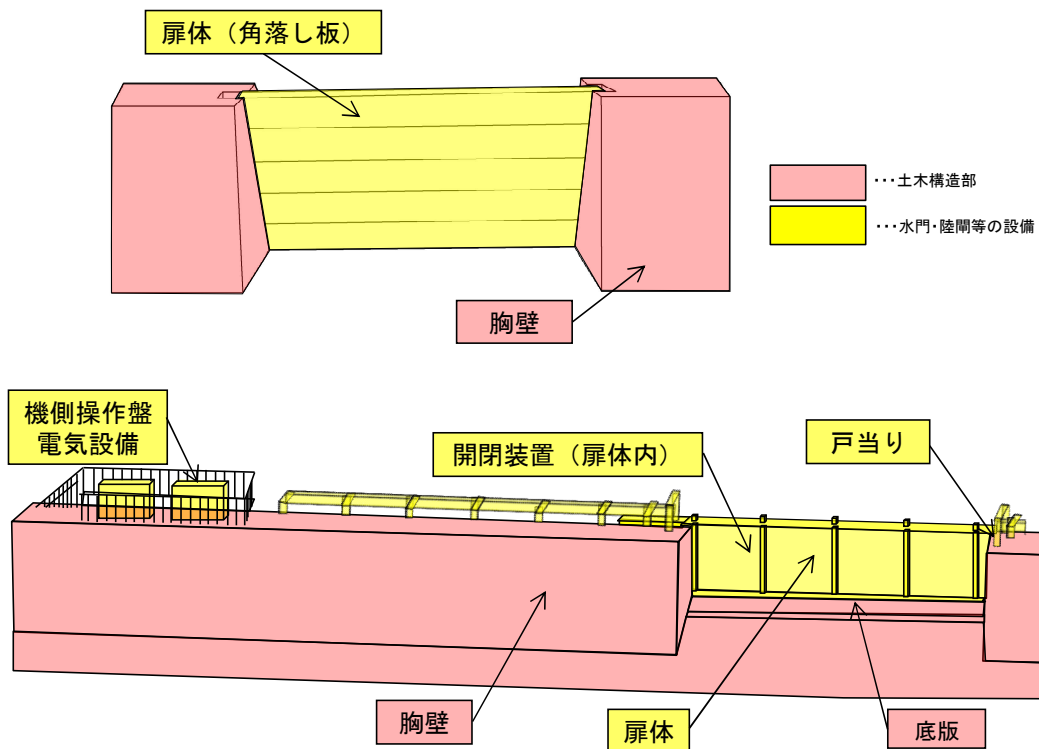 扉体（角落し板）
･･･土木構造部
･･･水門･陸閘等の設備
胸壁
機側操作盤
電気設備
開閉装置（扉体内）
戸当り
胸壁
扉体
底版